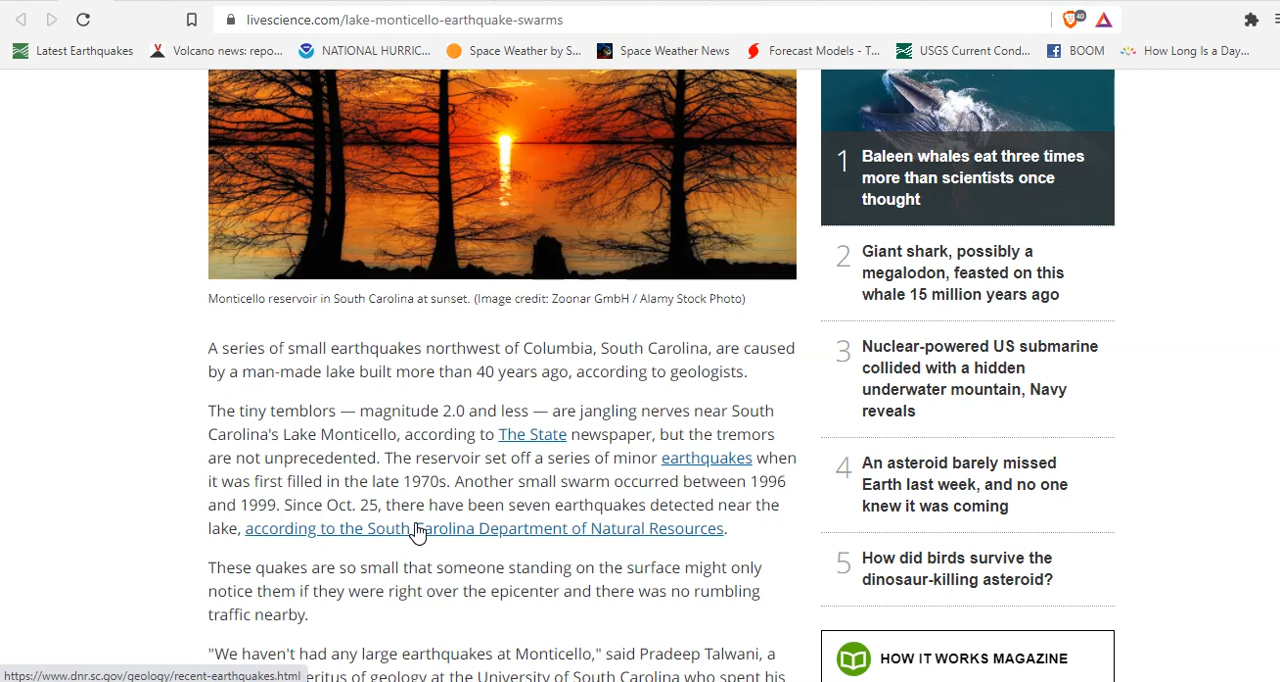 livescience.com/lake-monticello-earthquake-swarms
40
Latest Earthquakes
Volcano news: repo...
NATIONAL HURRIC...
Space Weather by S...
Space Weather News
Forecast Models - T...
USGS Current Cond...
BOOM
How Long Is a Day...
Monticello reservoir in South Carolina at sunset. (Image credit: Zoonar GmbH / Alamy Stock Photo)
A series of small earthquakes northwest of Columbia, South Carolina, are caused
by a man-made lake built more than 40 years ago, according to geologists.
The tiny temblors — magnitude 2.0 and less — are jangling nerves near South
Carolina's Lake Monticello, according to The State newspaper, but the tremors
are not unprecedented. The reservoir set off a series of minor earthquakes when
it was first filled in the late 1970s. Another small swarm occurred between 1996
and 1999. Since Oct. 25, there have been seven earthquakes detected near the
lake, according to the South Carolina Department of Natural Resources.
These quakes are so small that someone standing on the surface might only
notice them if they were right over the epicenter and there was no rumbling
traffic nearby.
"We haven't had any large earthquakes at Monticello," said Pradeep Talwani, a
eritus of geology at the University of South Carolina who spent his
1 Baleen whales eat three times
more than scientists once
thought
2 Giant shark, possibly a
megalodon, feasted on this
whale 15 million years ago
3 Nuclear-powered US submarine
collided with a hidden
underwater mountain, Navy
reveals
4 An asteroid barely missed
Earth last week, and no one
knew it was coming
5 How did birds survive the
dinosaur-killing asteroid?
HOW IT WORKS MAGAZINE
https://www.dnr.sc.gov/geology/recent-earthquakes.html